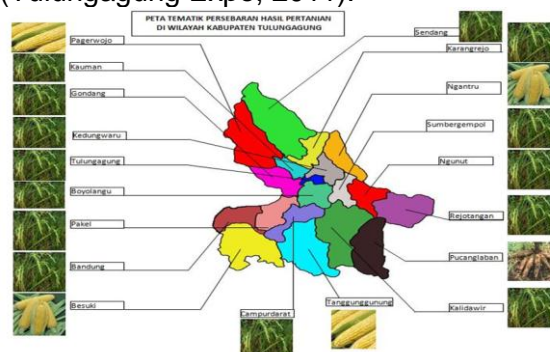 (Tulungagung Expo, 2011).
PETA TEMATIK PERSEBARAN HASIL PERTANIAN
DI WILAYAH KABUPATEN TULUNGAGUNG
Sendang
Karangrejo
Pagerwojo
Kauman
Gondang
Kedungwaru
Tulungagung
Boyolangu
Pakel
Bandung
Besuki
Ngantru
Sumbergempol
Ngunut
Rejotangan
Pucanglaban
Kalidawir
Tanggunggunung
Campurdarat